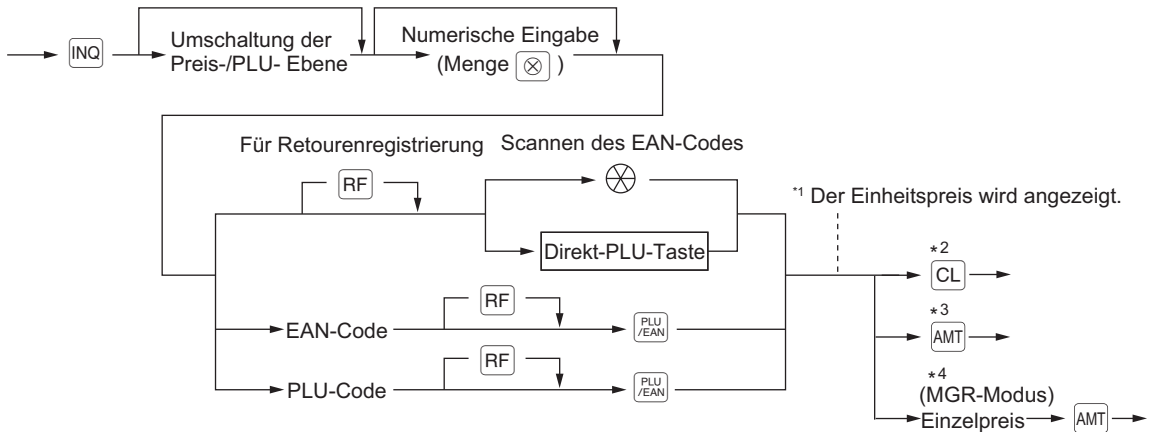 INQ
Umschaltung der
Preis-/PLU- Ebene
Numerische Eingabe
(Menge ⊗ )
Für Retourenregistrierung
Scannen des EAN-Codes
RF
*1 Der Einheitspreis wird angezeigt.
Direkt-PLU-Taste
*2
CL
RF
EAN-Code
PLU
/EAN
*3
AMT
RF
PLU-Code
PLU
/EAN
*4
(MGR-Modus)
Einzelpreis
AMT